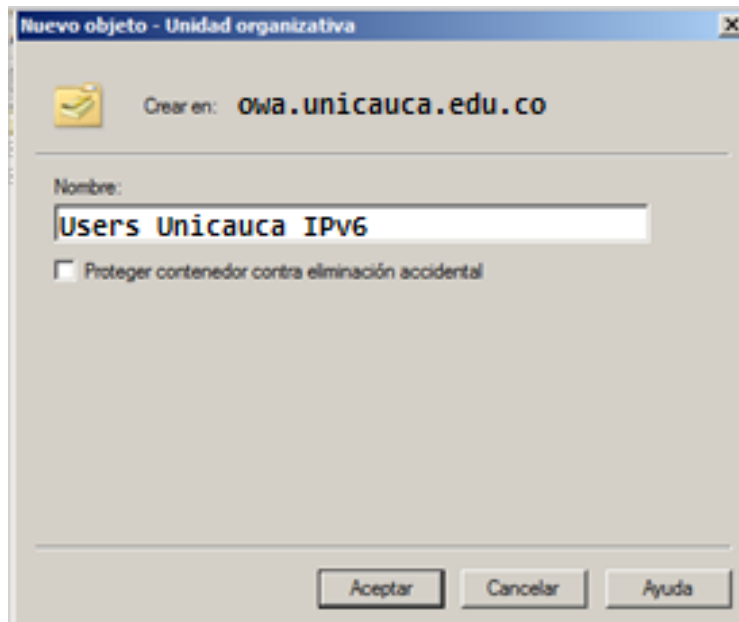 Nuevo objeto - Unidad organizativa
Crear en: owa.unicauca.edu.co
Nombre:
Users Unicauca IPv6
Proteger contenedor contra eliminación accidental
Aceptar Cancelar Ayuda